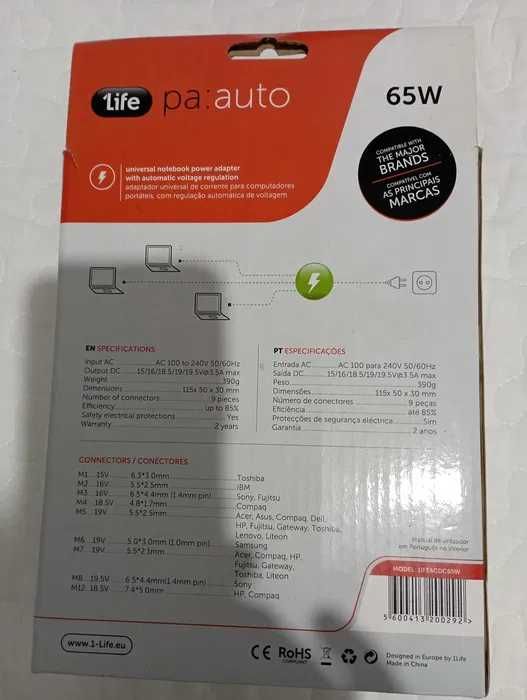 1Life pa:auto 65W
COMPATIBLE WITH
THE MAJOR
BRANDS
COMPATÍVEL COM
AS PRINCIPAIS
MARCAS
universal notebook power adapter
with automatic voltage regulation
adaptador universal de corrente para computadores
portáteis, com regulação automática de voltagem.
EN SPECIFICATIONS
Input AC AC 100 to 240V 50/60Hz
Output DC 15/16/18.5/19/19.5V@3.5A max
Weight 390g
Dimensions 115x 50 x 30 mm
Number of connectors 9 pieces
Efficiency up to 85%
Safety electrical protections Yes
Warranty 2 years
PT ESPECIFICAÇÕES
Entrada AC AC 100 para 240V 50/60Hz
Saída DC 15/16/18.5/19/19.5V@3.5A max
Peso 390g
Dimensões 115x 50 x 30 mm
Número de conectores 9 peças
Eficiência até 85%
Protecções de segurança eléctrica Sim
Garantia 2 anos
CONNECTORS / CONECTORES
M1 15V 6.3*3.0mm Toshiba
M2 16V 5.5*2.5mm IBM
M3 16V 6.5*4.4mm (1.4mm pin) Sony, Fujitsu
M4 18.5V 4.8*1.7mm Compaq
M5 19V 5.5*2.5mm Acer, Asus, Compaq, Dell,
HP, Fujitsu, Gateway, Toshiba,
Lenovo, Liteon
M6 19V 5.0*3.0mm (1.0mm pin) Samsung
M7 19V 5.5*2.1mm Acer, Compaq, HP,
Fujitsu, Gateway,
Toshiba, Liteon
M8 19.5V 6.5*4.4mm(1.4mm pin) Sony
M12 18.5V 7.4*5.0mm HP, Compaq
Manual de utilizador
em Português no interior
MODEL: 1IFEACDC65W
5 600413 200292 >
www.1-Life.eu
CE RoHS
COMPLIANT
Designed in Europe by 1Life
Made in China